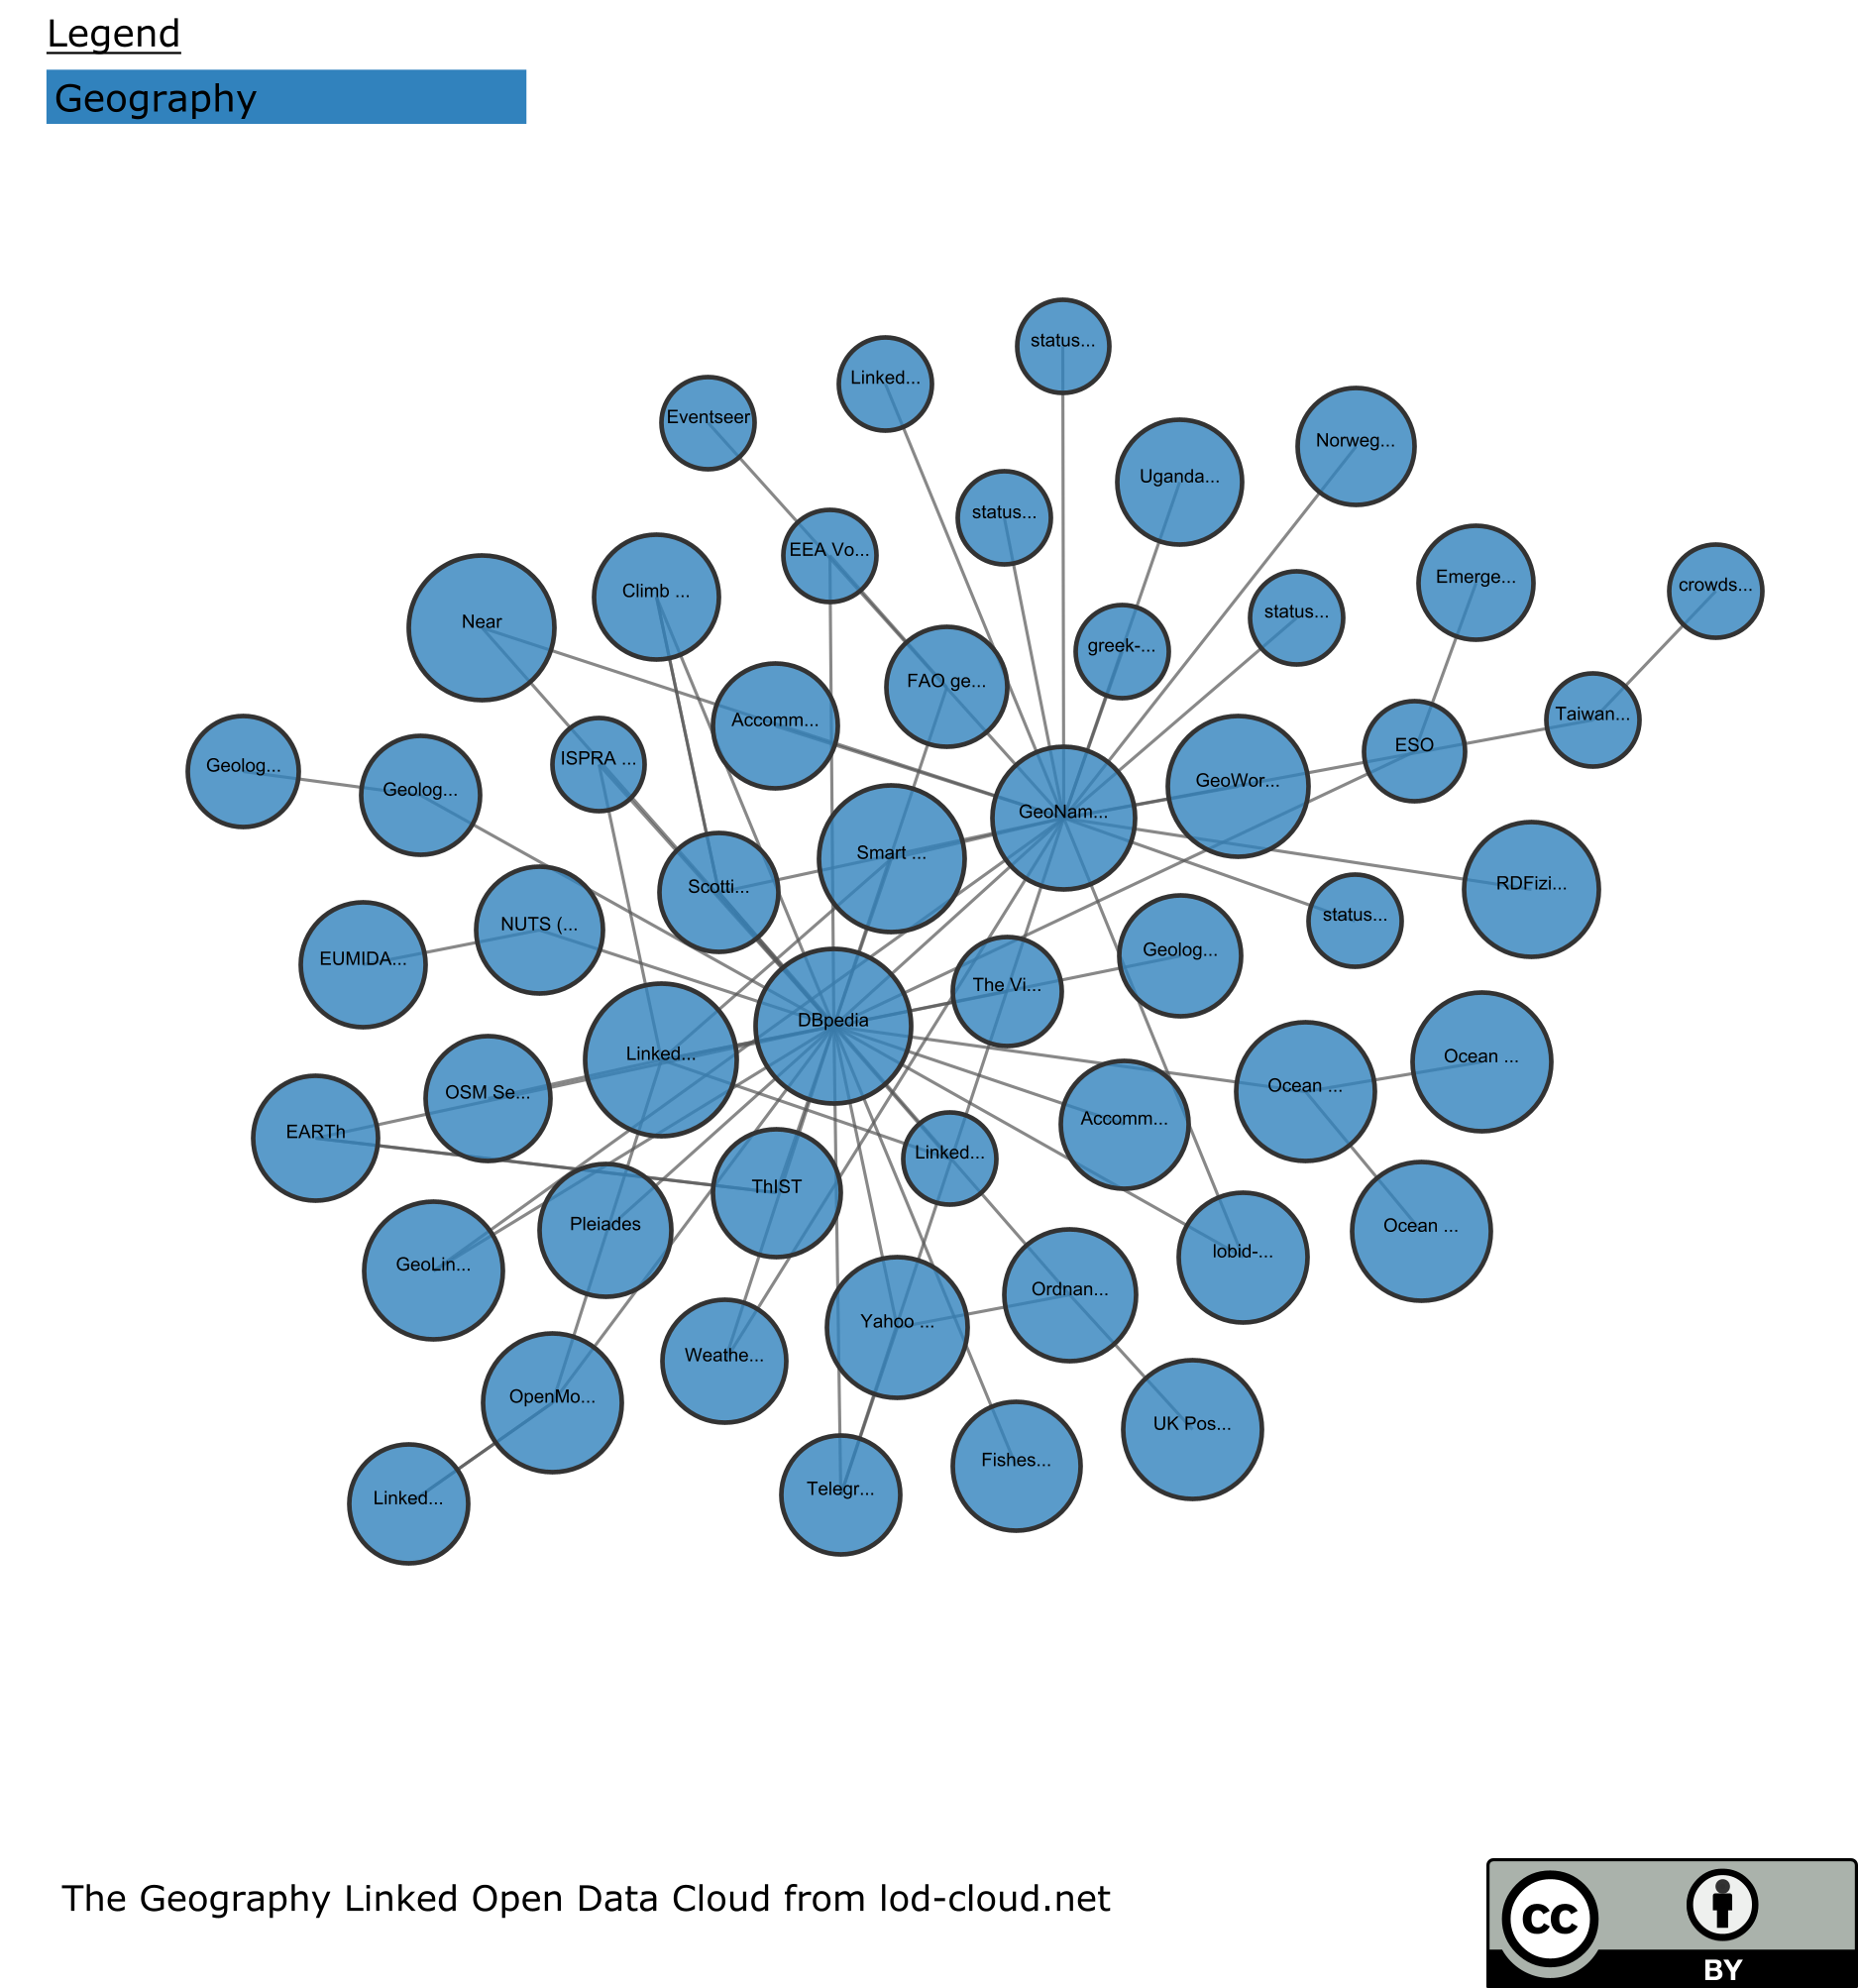 Legend
Geography
status...
Linked...
Eventseer
Norweg...
Uganda...
status...
EEA Vo...
Emerge...
crowds...
Climb ...
status...
Near
greek-...
FAO ge...
Accomm...
Taiwan...
ESO
ISPRA ...
Geolog...
Geolog...
GeoWor...
GeoNam...
Smart ...
Scotti...
RDFizi...
status...
NUTS (...
EUMIDA...
Geolog...
The Vi...
DBpedia
Linked...
Ocean ...
Ocean ...
OSM Se...
Accomm...
EARTh
Linked...
ThIST
Pleiades
Ocean ...
lobid-...
GeoLin...
Ordnan...
Yahoo ...
Weathe...
OpenMo...
UK Pos...
Fishes...
Telegr...
Linked...
The Geography Linked Open Data Cloud from lod-cloud.net
cc
BY